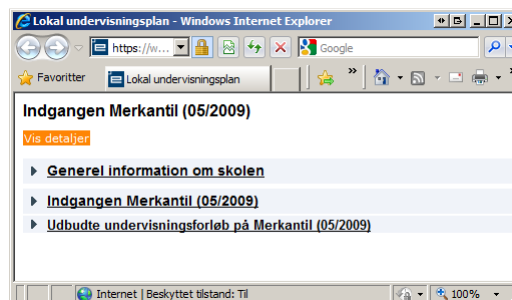 Lokal undervisningsplan - Windows Internet Explorer
https://w...
Google
Favoritter
Lokal undervisningsplan
Indgangen Merkantil (05/2009)
Vis detaljer
Generel information om skolen
Indgangen Merkantil (05/2009)
Udbudte undervisningsforløb på Merkantil (05/2009)
Internet | Beskyttet tilstand: Til
100%